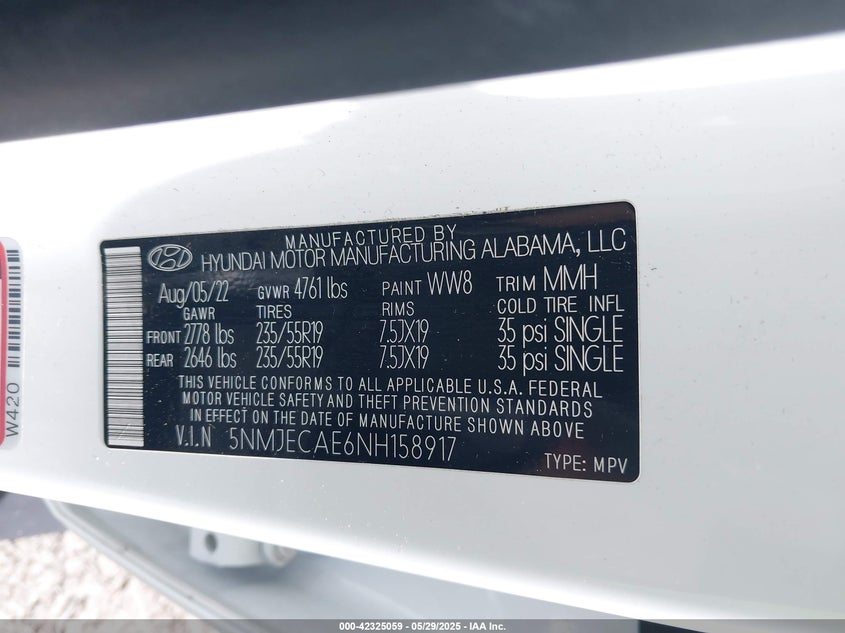 MANUFACTURED BY
HYUNDAI MOTOR MANUFACTURING ALABAMA, LLC
Aug/05/22 GVWR 4761 lbs PAINT WW8 TRIM MMH
GAWR TIRES RIMS COLD TIRE INFL
FRONT 2778 lbs 235/55R19 7.5JX19 35 psi SINGLE
REAR 2646 lbs 235/55R19 7.5JX19 35 psi SINGLE
THIS VEHICLE CONFORMS TO ALL APPLICABLE U.S.A. FEDERAL
MOTOR VEHICLE SAFETY AND THEFT PREVENTION STANDARDS
IN EFFECT ON THE DATE OF MANUFACTURE SHOWN ABOVE
V.I.N 5NMJECAE6NH158917
TYPE: MPV
W420
000-42325059 - 05/29/2025 - IAA Inc.